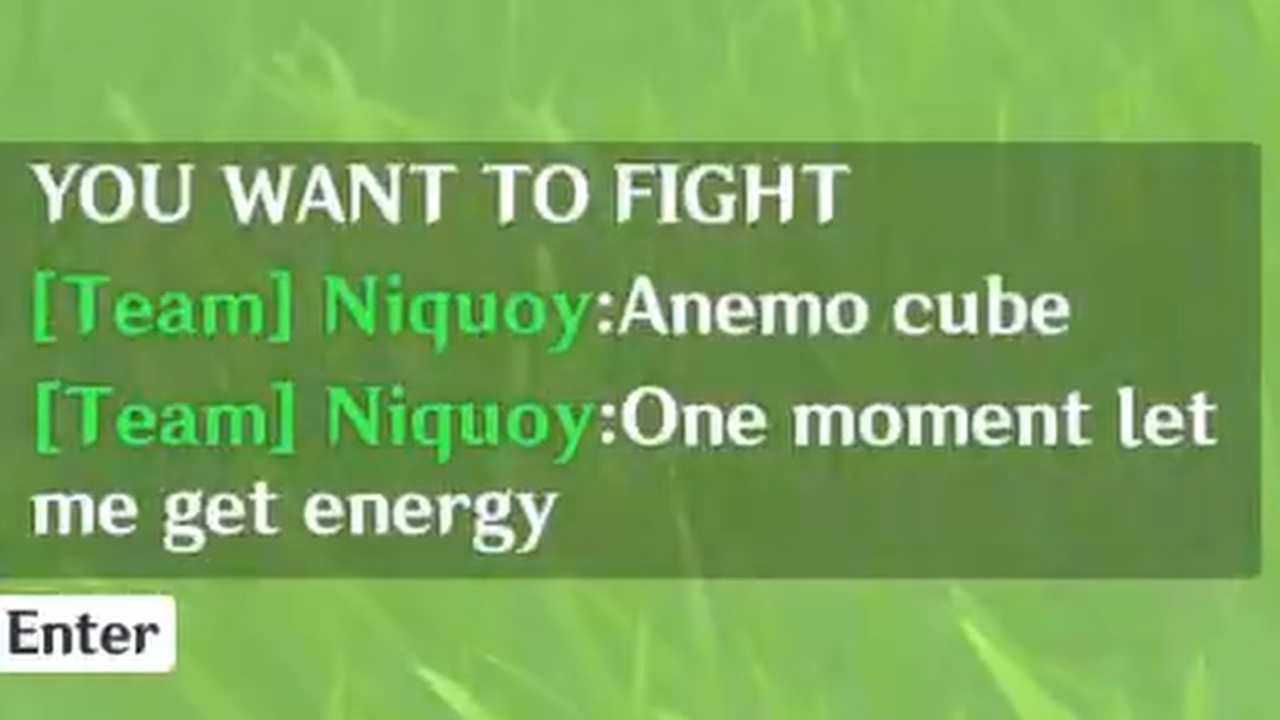 YOU WANT TO FIGHT
[Team] Niquoy:Anemo cube
[Team] Niquoy:One moment let
me get energy
Enter